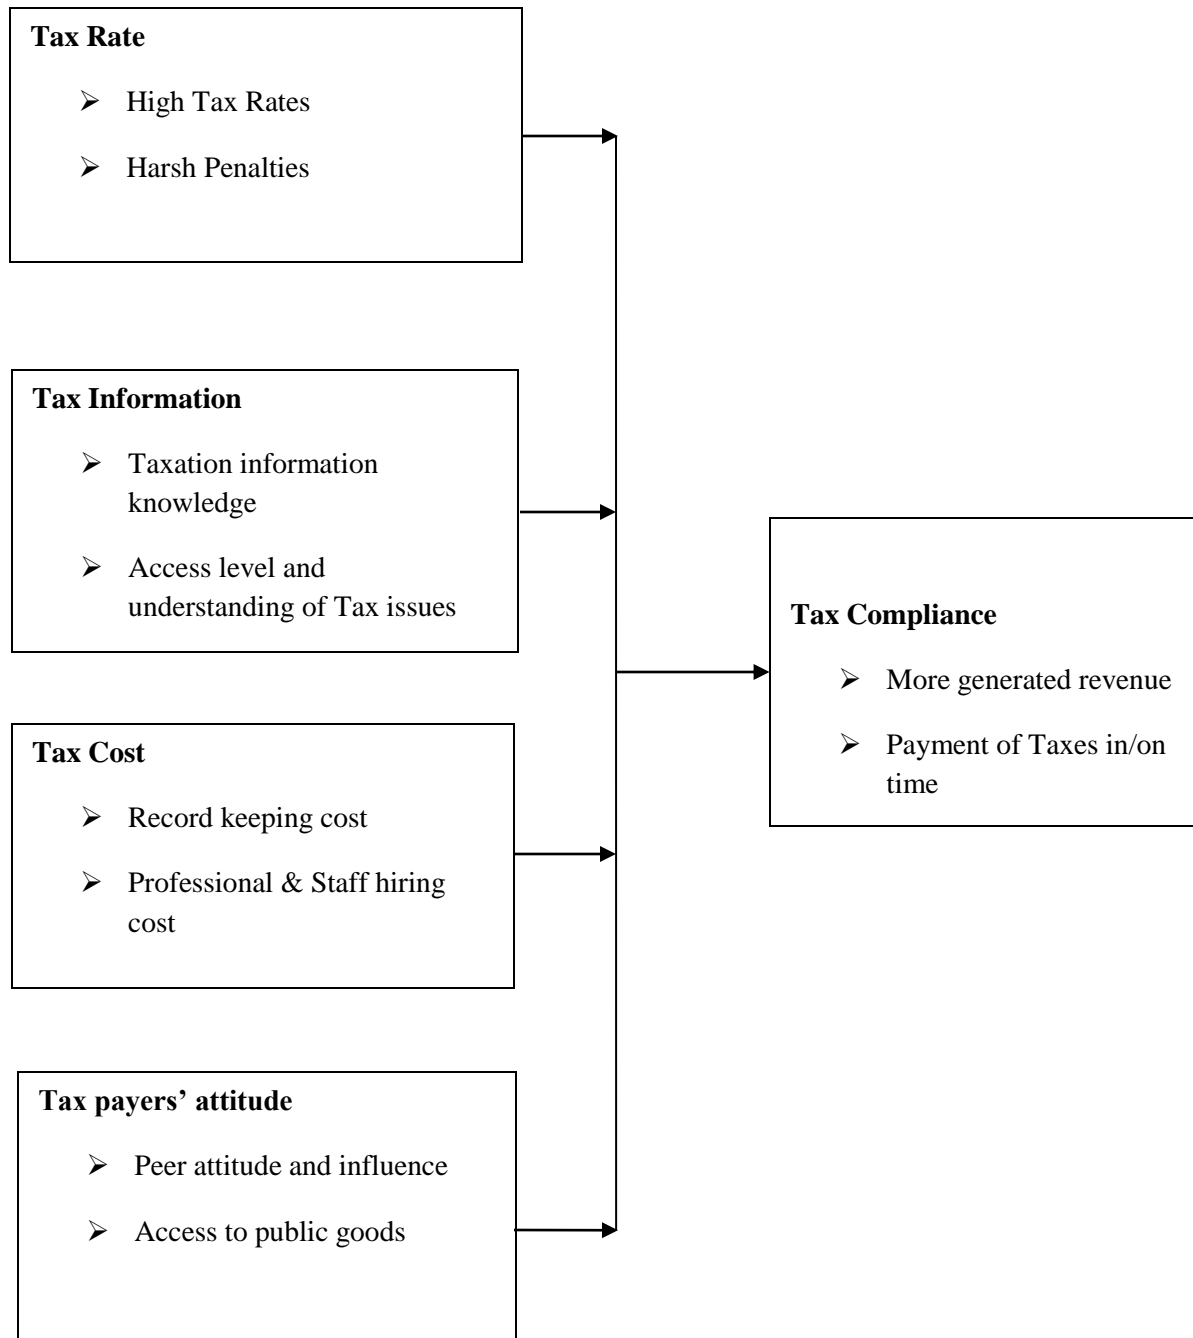 Tax Rate
➢ High Tax Rates
➢ Harsh Penalties
Tax Information
➢ Taxation information
knowledge
➢ Access level and
understanding of Tax issues
Tax Cost
➢ Record keeping cost
➢ Professional & Staff hiring
cost
Tax payers’ attitude
➢ Peer attitude and influence
➢ Access to public goods
Tax Compliance
➢ More generated revenue
➢ Payment of Taxes in/on
time